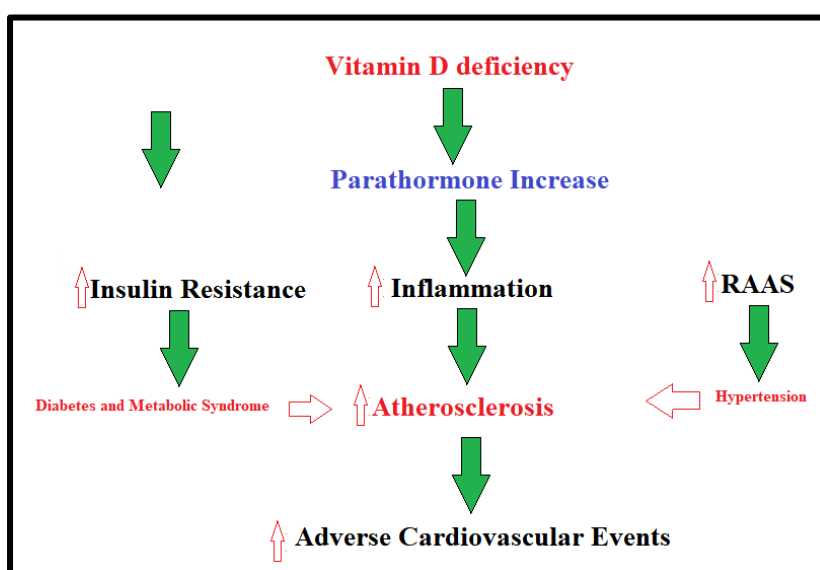 Vitamin D deficiency
Parathormone Increase
Insulin Resistance
Inflammation
RAAS
Diabetes and Metabolic Syndrome
Atherosclerosis
Hypertension
Adverse Cardiovascular Events